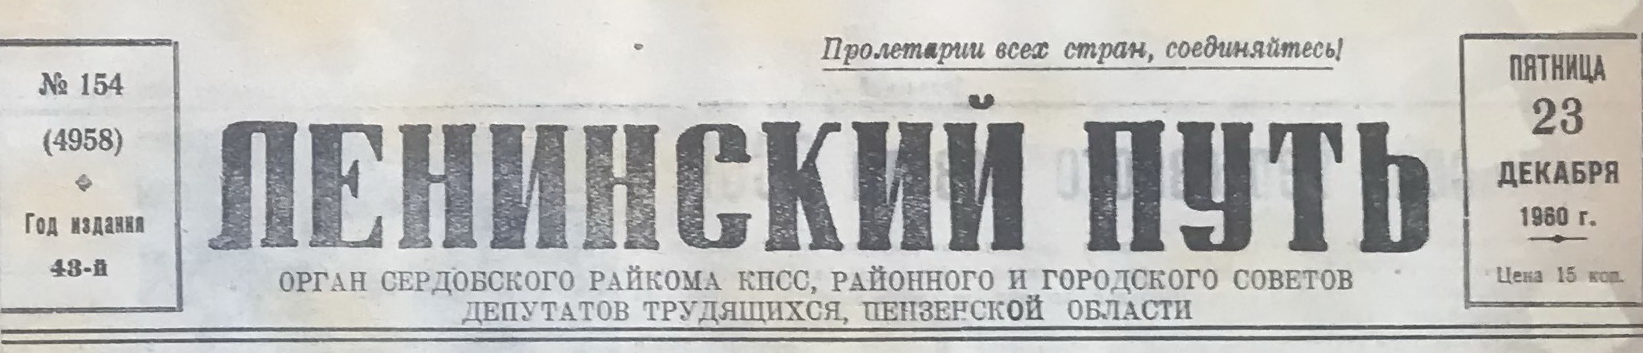 № 154
(4958)
Год издания
43-й
Пролетарии всех стран, соединяйтесь!
ЛЕНИНСКИЙ ПУТЬ
ОРГАН СЕРДОБСКОГО РАЙКОМА КПСС, РАЙОННОГО И ГОРОДСКОГО СОВЕТОВ
ДЕПУТАТОВ ТРУДЯЩИХСЯ, ПЕНЗЕНСКОЙ ОБЛАСТИ
ПЯТНИЦА
23
ДЕКАБРЯ
1960 г.
Цена 15 коп.